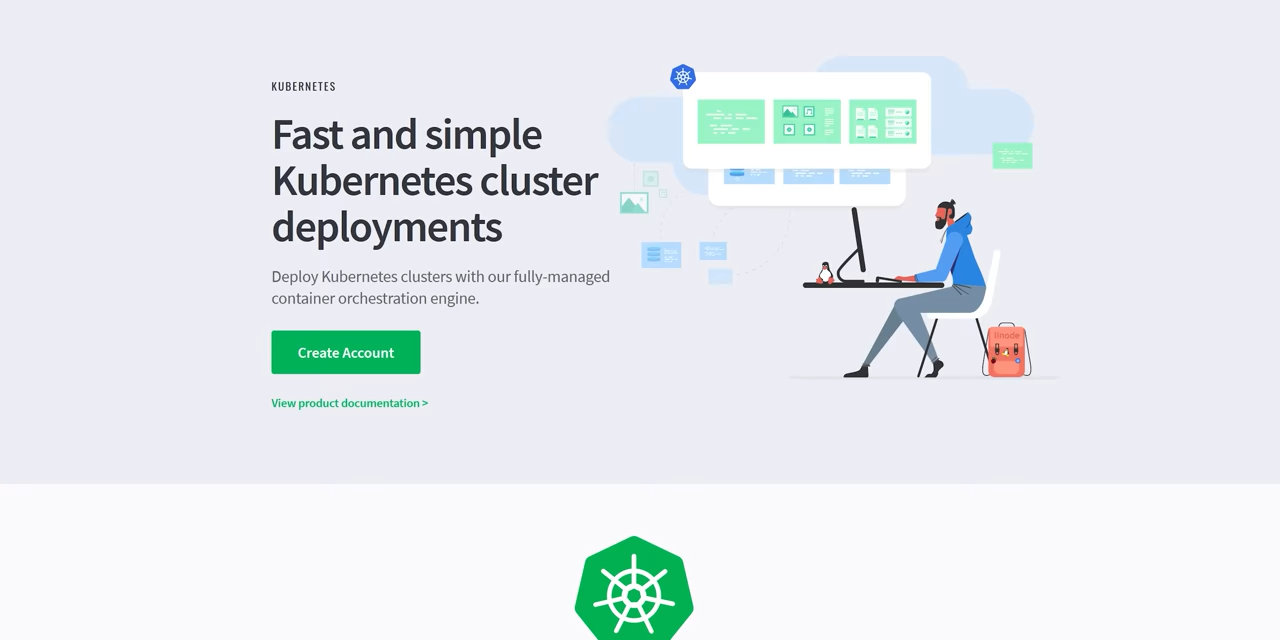 KUBERNETES
Fast and simple
Kubernetes cluster
deployments
Deploy Kubernetes clusters with our fully-managed
container orchestration engine.
Create Account
View product documentation >
linode